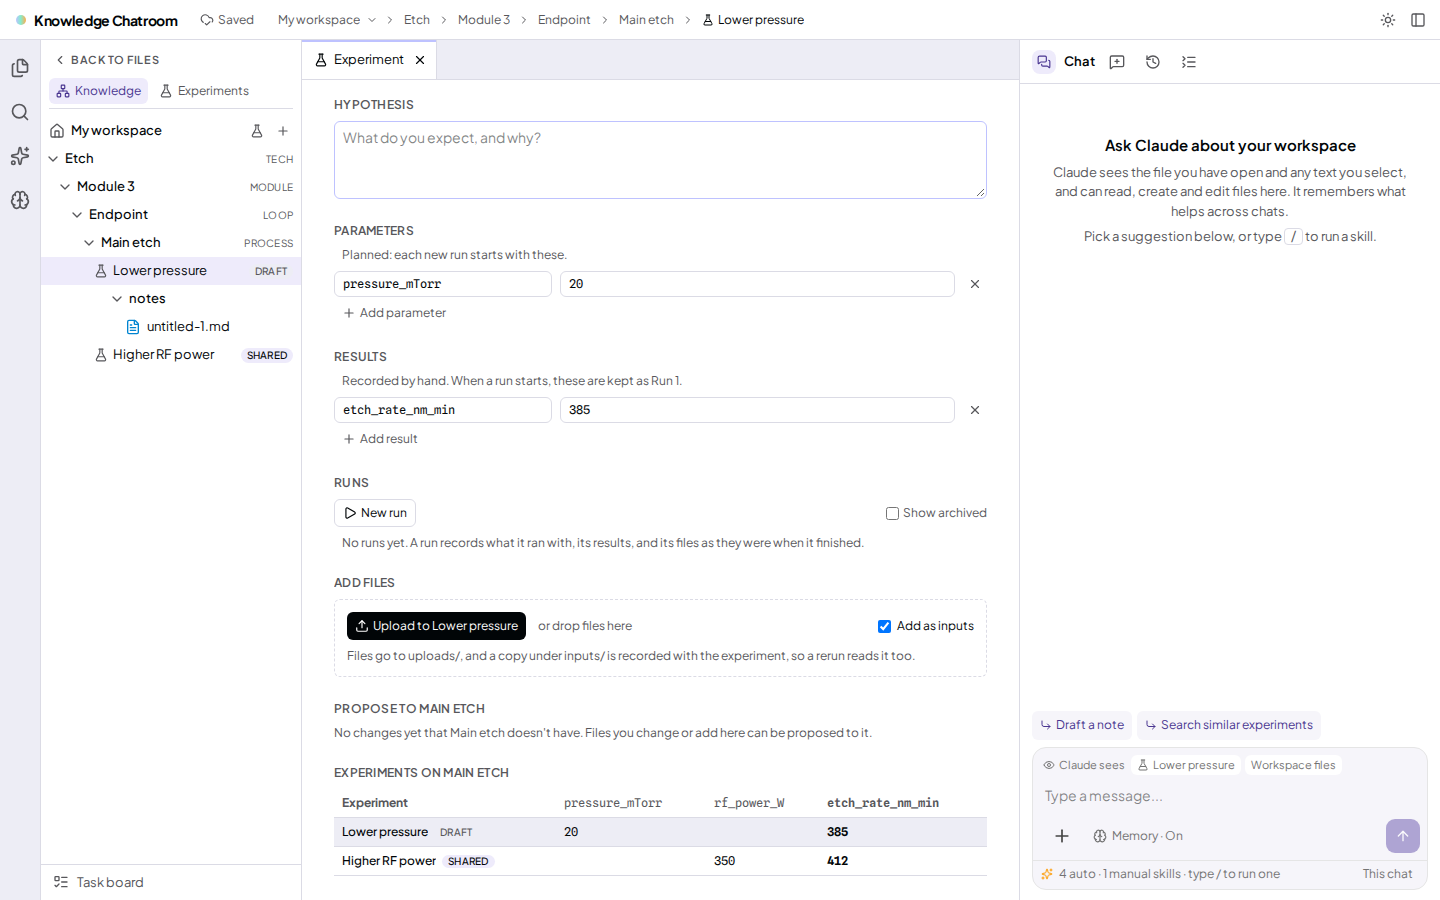 Knowledge Chatroom
Saved
My workspace
Etch
Module 3
Endpoint
Main etch
Lower pressure
BACK TO FILES
Knowledge
Experiments
My workspace
Etch
TECH
Module 3
MODULE
Endpoint
LOOP
Main etch
PROCESS
Lower pressure
DRAFT
notes
untitled-1.md
Higher RF power
SHARED
Task board
Experiment
HYPOTHESIS
What do you expect, and why?
PARAMETERS
Planned: each new run starts with these.
pressure_mTorr
20
Add parameter
RESULTS
Recorded by hand. When a run starts, these are kept as Run 1.
etch_rate_nm_min
385
Add result
RUNS
New run
Show archived
No runs yet. A run records what it ran with, its results, and its files as they were when it finished.
ADD FILES
Upload to Lower pressure
or drop files here
Add as inputs
Files go to uploads/, and a copy under inputs/ is recorded with the experiment, so a rerun reads it too.
PROPOSE TO MAIN ETCH
No changes yet that Main etch doesn't have. Files you change or add here can be proposed to it.
EXPERIMENTS ON MAIN ETCH
Experiment pressure_mTorr rf_power_W etch_rate_nm_min
Lower pressure DRAFT 20 385
Higher RF power SHARED 350 412
Chat
Ask Claude about your workspace
Claude sees the file you have open and any text you select,
and can read, create and edit files here. It remembers what
helps across chats.
Pick a suggestion below, or type / to run a skill.
Draft a note
Search similar experiments
Claude sees
Lower pressure
Workspace files
Type a message...
Memory · On
4 auto · 1 manual skills · type / to run one
This chat